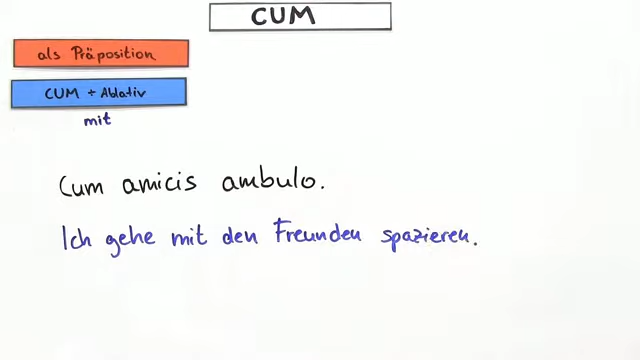 CUM
als Präposition
CUM + Ablativ
mit
Cum amicis ambulo.
Ich gehe mit den Freunden spazieren.